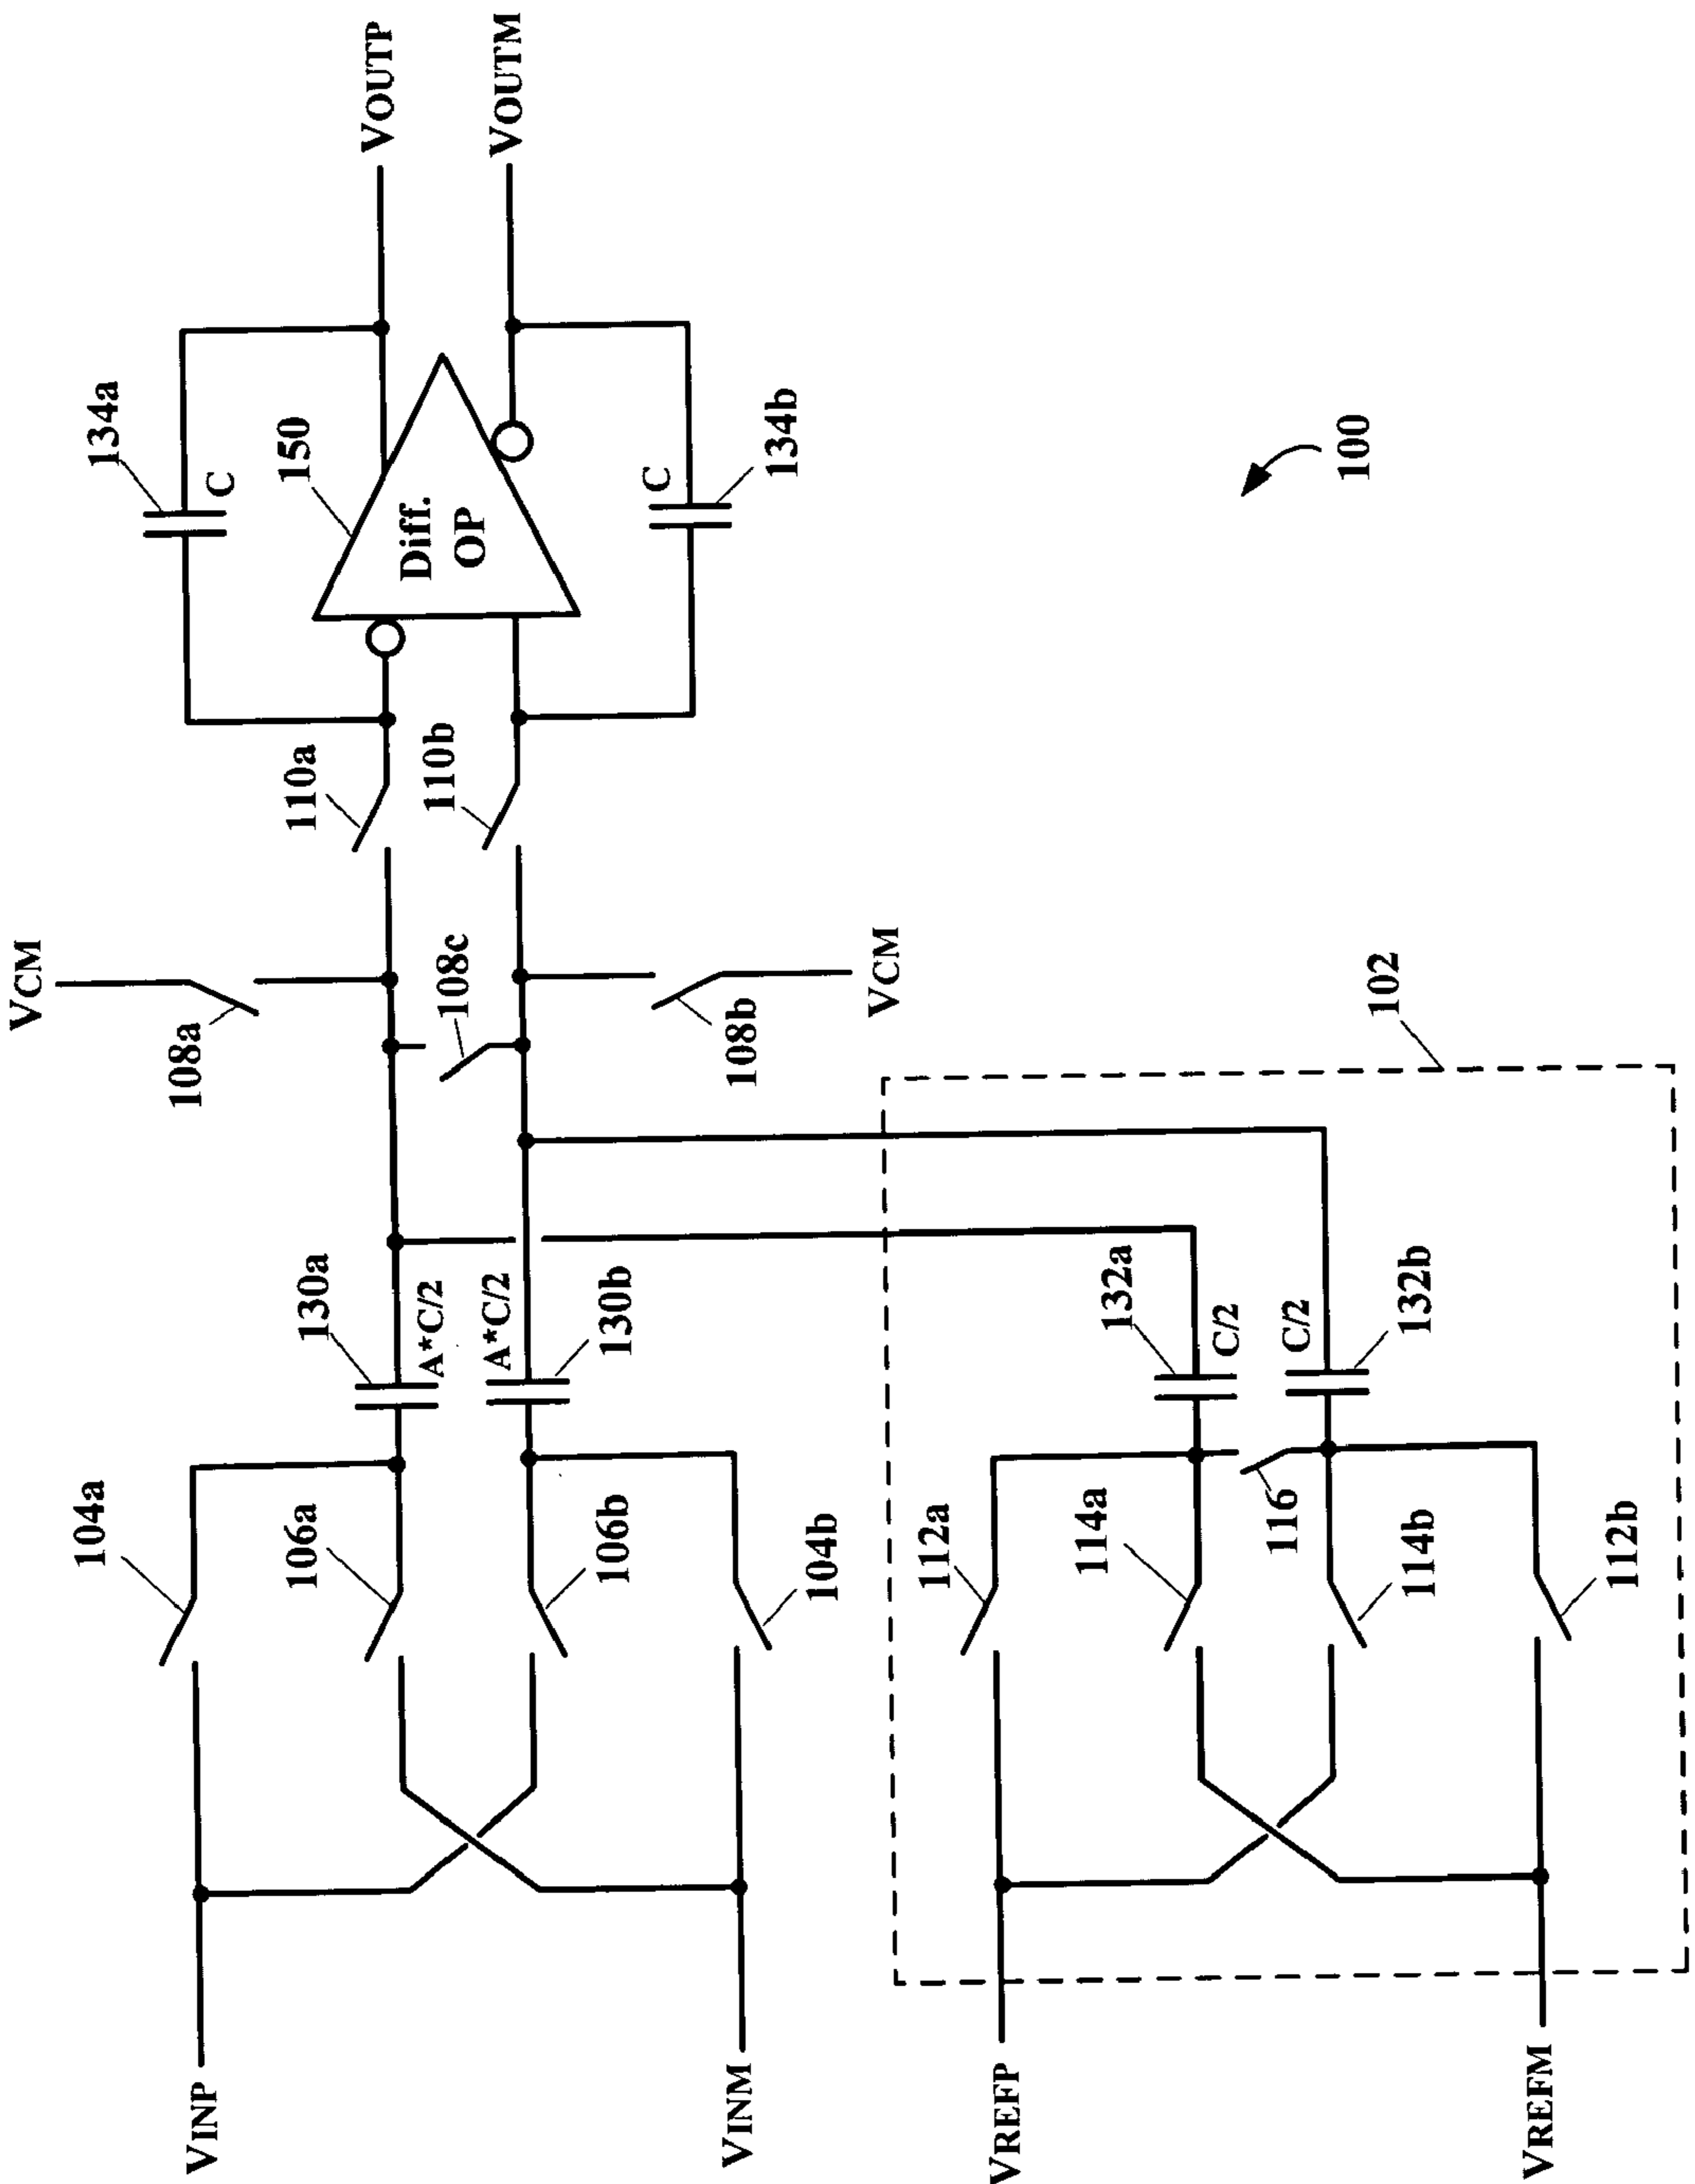 VINP
VINM
VREFP
VREFM
104a
106a
106b
104b
112a
114a
116
114b
112b
130a
A*C/2
A*C/2
130b
132a
C/2
C/2
132b
102
VCM
108a
108c
108b
VCM
110a
110b
134a
C
150
Diff.
OP
C
134b
VOUTP
VOUTM
100